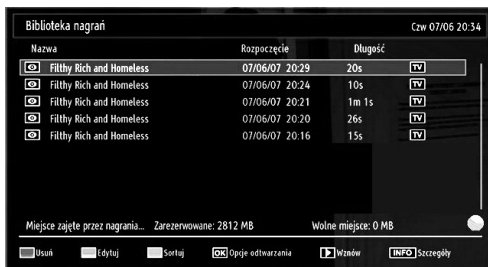 Biblioteka nagrań Czw 07/06 20:34
Nazwa Rozpoczęcie Długość
Filthy Rich and Homeless 07/06/07 20:29 20s TV
Filthy Rich and Homeless 07/06/07 20:24 10s TV
Filthy Rich and Homeless 07/06/07 20:21 1m 1s TV
Filthy Rich and Homeless 07/06/07 20:20 26s TV
Filthy Rich and Homeless 07/06/07 20:16 15s TV
Miejsce zajęte przez nagrania... Zarezerwowane: 2812 MB Wolne miejsce: 0 MB
Usuń Edytuj Sortuj OK Opcje odtwarzania Wznów INFO Szczegóły